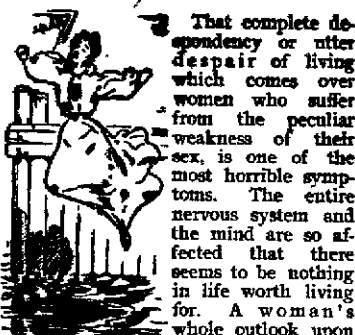 That complete de-
spondency or utter
despair of living
which comes over
women who suffer
from the peculiar
weakness of their
sex, is one of the
most horrible symp-
toms. The entire
nervous system and
the mind are so af-
fected that there
seems to be nothing
in life worth living
for. A woman's
whole outlook upon